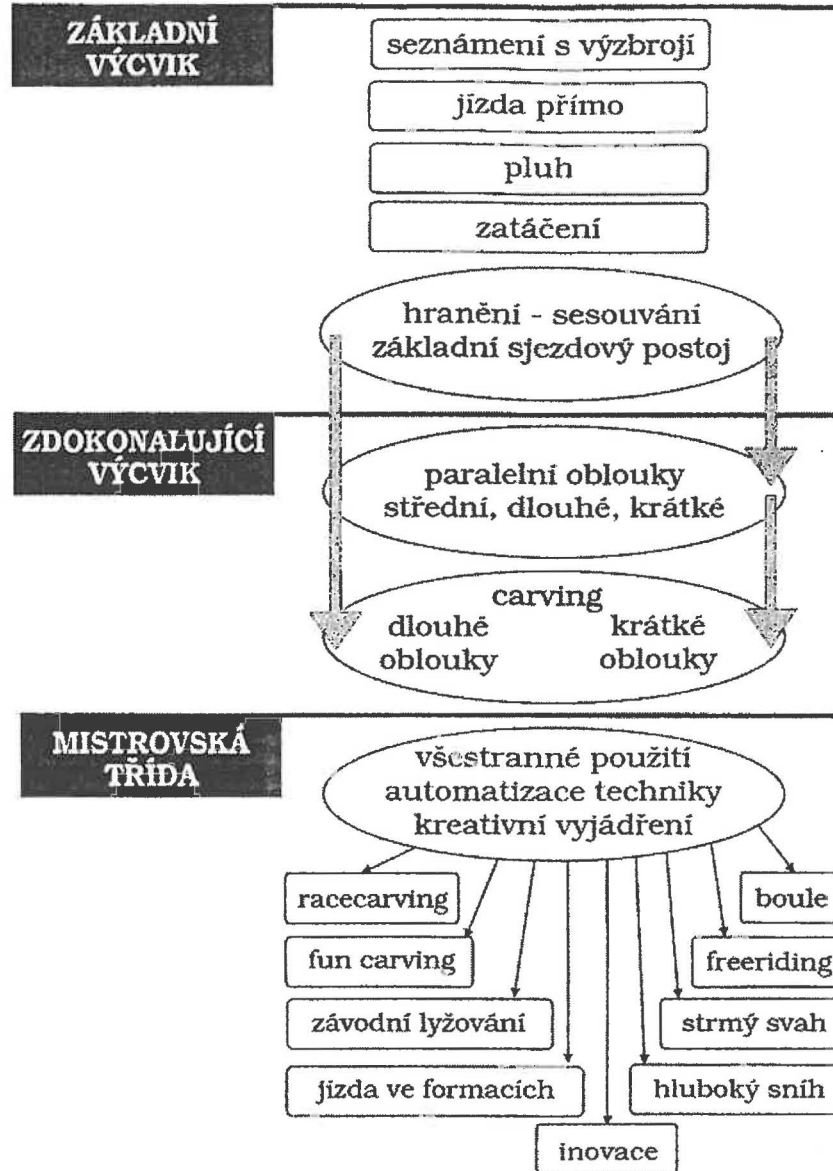 ZÁKLADNÍ
VÝCVIK
seznámení s výzbrojí
jízda přímo
pluh
zatáčení
hranění - sesouvání
základní sjezdový postoj
ZDOKONALUJÍCÍ
VÝCVIK
paralelní oblouky
střední, dlouhé, krátké
carving
dlouhé krátké
oblouky oblouky
MISTROVSKÁ
TŘÍDA
všestranné použití
automatizace techniky
kreativní vyjádření
racecarving boule
fun carving freeriding
závodní lyžování strmý svah
jízda ve formacích hluboký sníh
inovace